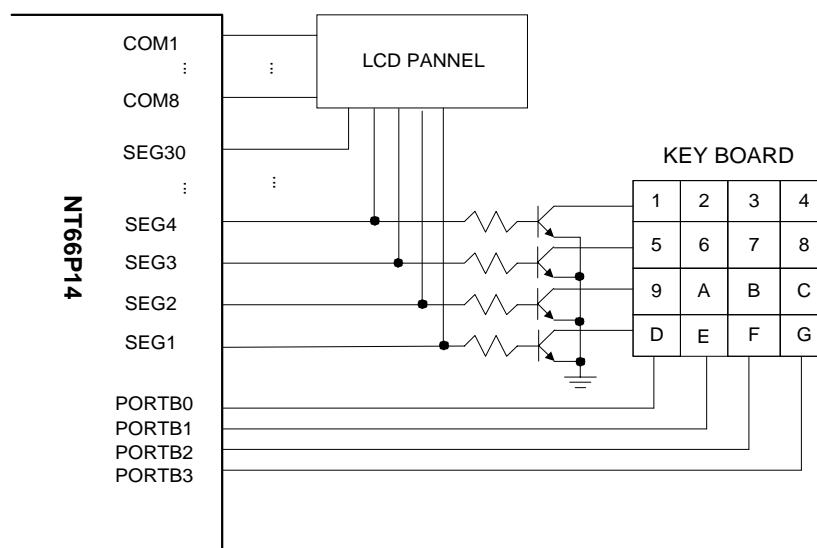 COM1
...
COM8
SEG30
...
SEG4
SEG3
SEG2
SEG1
PORTB0
PORTB1
PORTB2
PORTB3
NT66P14
...
...
LCD PANNEL
KEY BOARD
1 2 3 4
5 6 7 8
9 A B C
D E F G